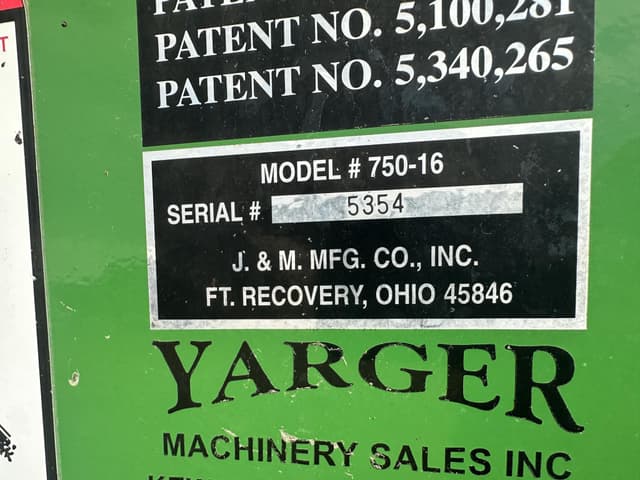 PATENT NO. 5,100,281
PATENT NO. 5,340,265
MODEL # 750-16
SERIAL # 5354
J. & M. MFG. CO., INC.
FT. RECOVERY, OHIO 45846
YARGER
MACHINERY SALES INC